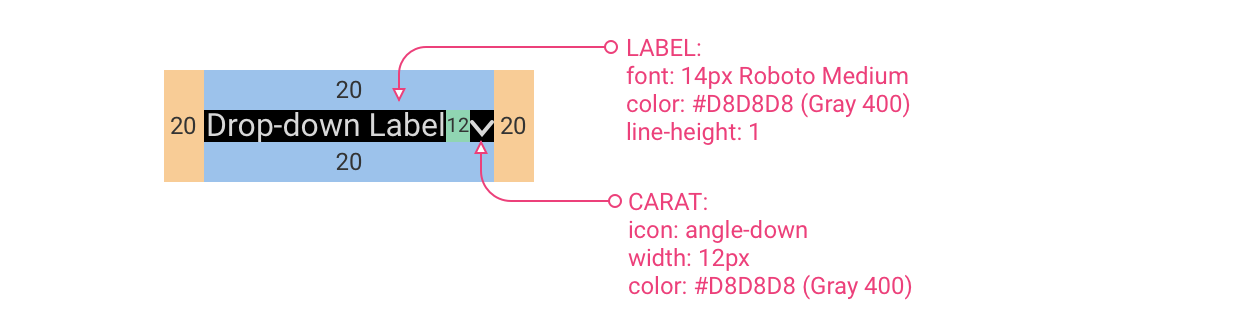 LABEL:
font: 14px Roboto Medium
color: #D8D8D8 (Gray 400)
line-height: 1
20
20 Drop-down Label 12 20
20
CARAT:
icon: angle-down
width: 12px
color: #D8D8D8 (Gray 400)